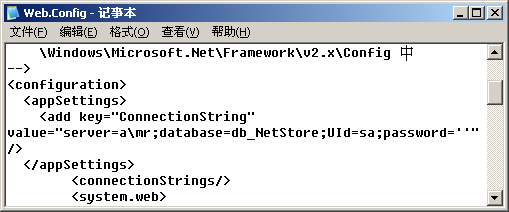 Web.Config - 记事本
文件(F) 编辑(E) 格式(O) 查看(V) 帮助(H)
\Windows\Microsoft.Net\Framework\v2.x\Config 中
-->
<configuration>
<appSettings>
<add key="ConnectionString"
value="server=a\mr;database=db_NetStore;UId=sa;password=''"
/>
</appSettings>
<connectionStrings/>
<system.web>